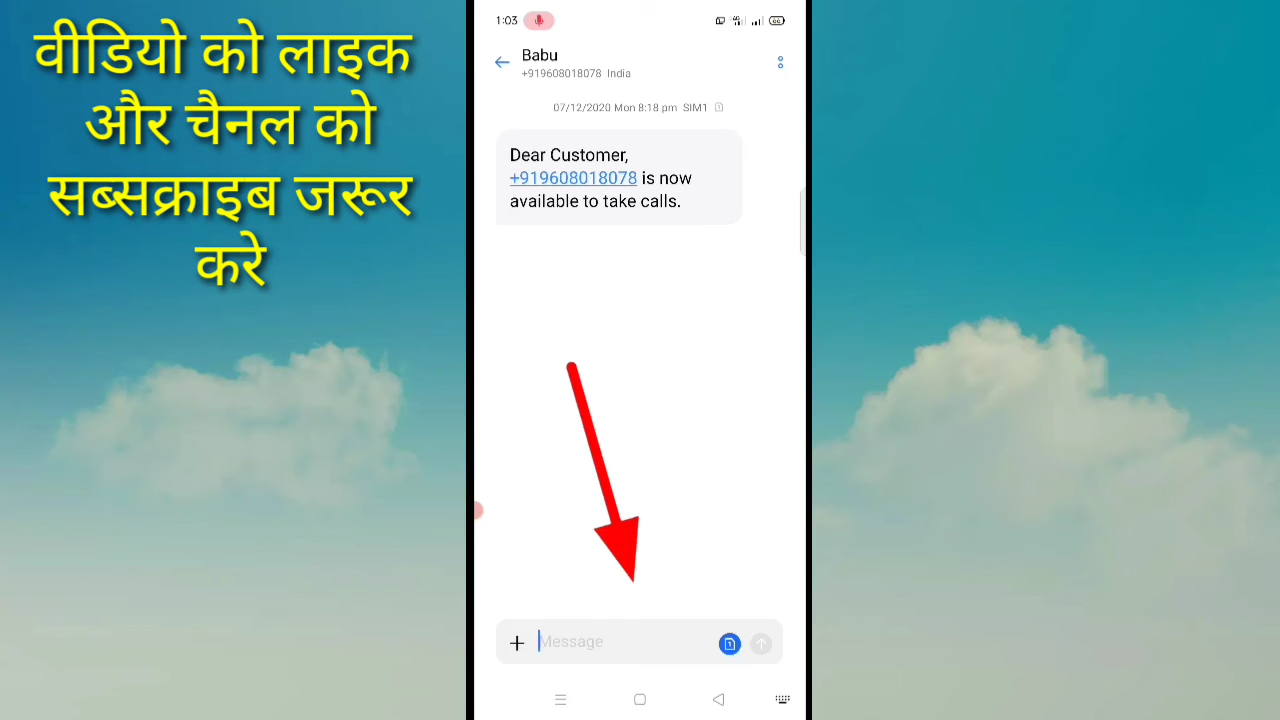 वीडियो को लाइक
और चैनल को
सब्सक्राइब जरूर
करे
1:03
Babu
+919608018078 India
07/12/2020 Mon 8:18 pm SIM1
Dear Customer,
+919608018078 is now
available to take calls.
Message